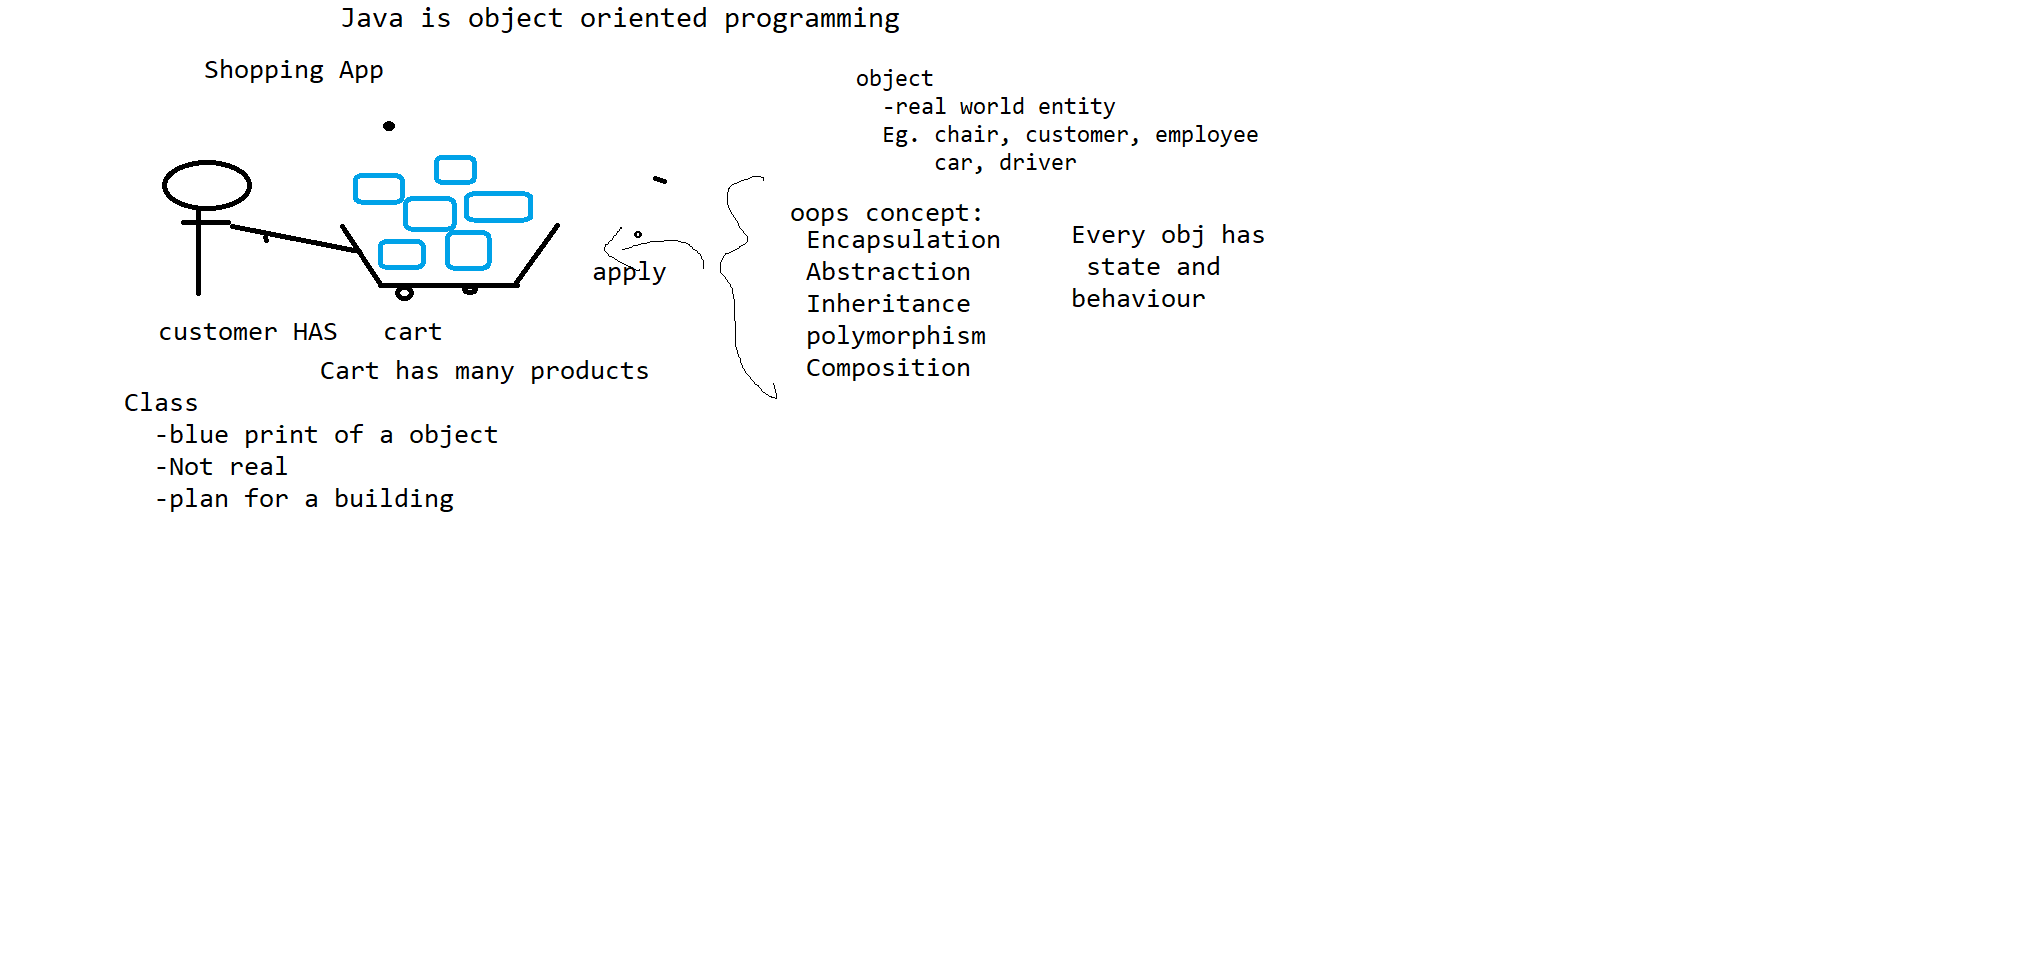 Java is object oriented programming
Shopping App
object
-real world entity
Eg. chair, customer, employee
car, driver
oops concept:
Encapsulation
Abstraction
Inheritance
polymorphism
Composition
Every obj has
state and
behaviour
apply
customer HAS cart
Cart has many products
Class
-blue print of a object
-Not real
-plan for a building